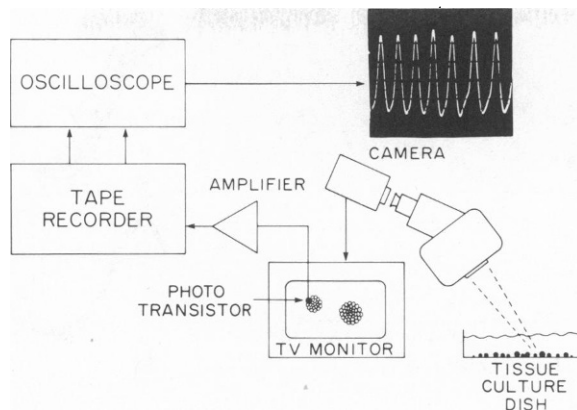 OSCILLOSCOPE
CAMERA
AMPLIFIER
TAPE
RECORDER
PHOTO
TRANSISTOR
TV MONITOR
TISSUE
CULTURE
DISH